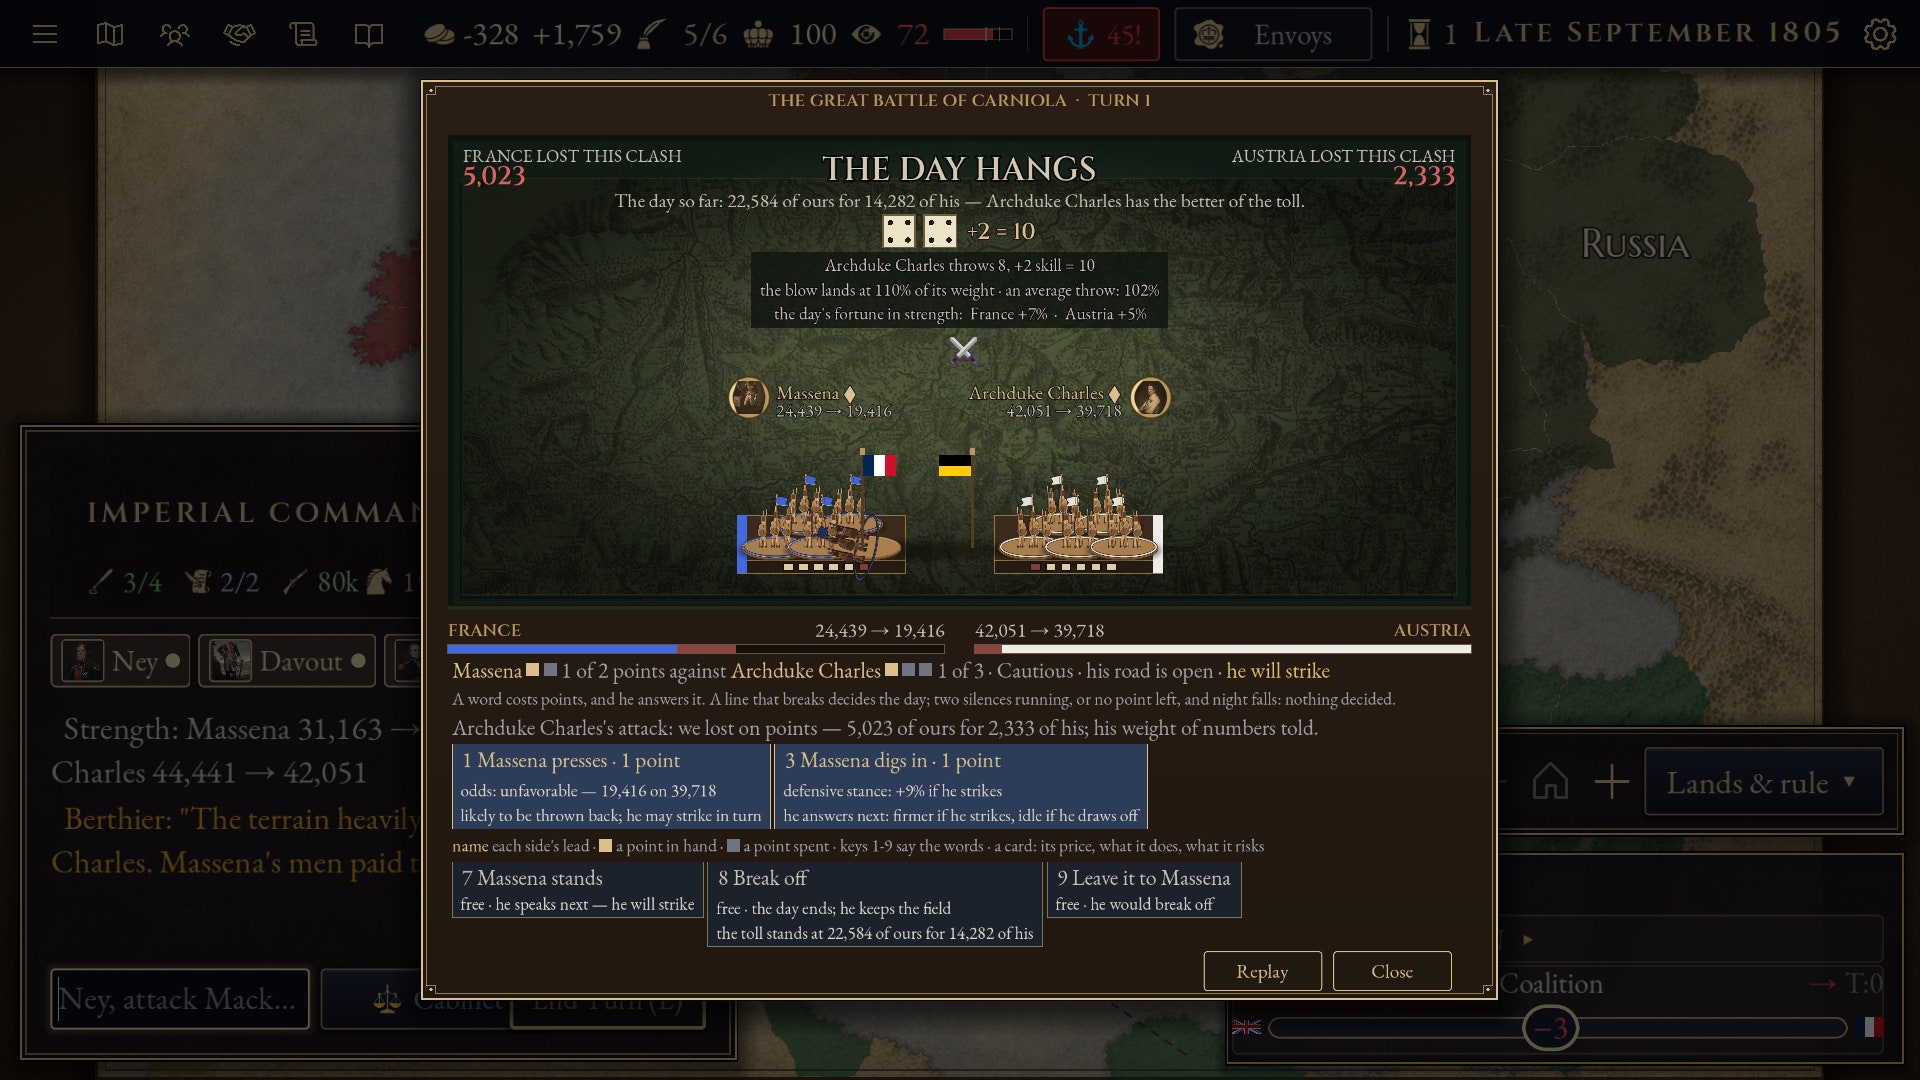 -328 +1,759 5/6 100 72 45! Envoys 1 LATE SEPTEMBER 1805
THE GREAT BATTLE OF CARNIOLA · TURN 1
FRANCE LOST THIS CLASH
5,023
THE DAY HANGS
AUSTRIA LOST THIS CLASH
2,333
The day so far: 22,584 of ours for 14,282 of his — Archduke Charles has the better of the toll.
+2 = 10
Archduke Charles throws 8, +2 skill = 10
the blow lands at 110% of its weight · an average throw: 102%
the day's fortune in strength: France +7% · Austria +5%
RUSSIA
Massena
24,439 → 19,416
Archduke Charles
42,051 → 39,718
IMPERIAL COMMAN
3/4 2/2 80k
Ney Davout
Strength: Massena 31,163 →
Charles 44,441 → 42,051
Berthier: "The terrain heavily
Charles. Massena's men paid t
Ney, attack Mack...
Cabinet
End Turn (E)
FRANCE 24,439 → 19,416 42,051 → 39,718 AUSTRIA
Massena 1 of 2 points against Archduke Charles 1 of 3 · Cautious · his road is open · he will strike
A word costs points, and he answers it. A line that breaks decides the day; two silences running, or no point left, and night falls: nothing decided.
Archduke Charles's attack: we lost on points — 5,023 of ours for 2,333 of his; his weight of numbers told.
1 Massena presses · 1 point
odds: unfavorable — 19,416 on 39,718
likely to be thrown back; he may strike in turn
3 Massena digs in · 1 point
defensive stance: +9% if he strikes
he answers next: firmer if he strikes, idle if he draws off
name each side's lead · a point in hand · a point spent · keys 1-9 say the words · a card: its price, what it does, what it risks
7 Massena stands
free · he speaks next — he will strike
8 Break off
free · the day ends; he keeps the field
the toll stands at 22,584 of ours for 14,282 of his
9 Leave it to Massena
free · he would break off
Replay
Close
Lands & rule
Coalition → T:0
−3